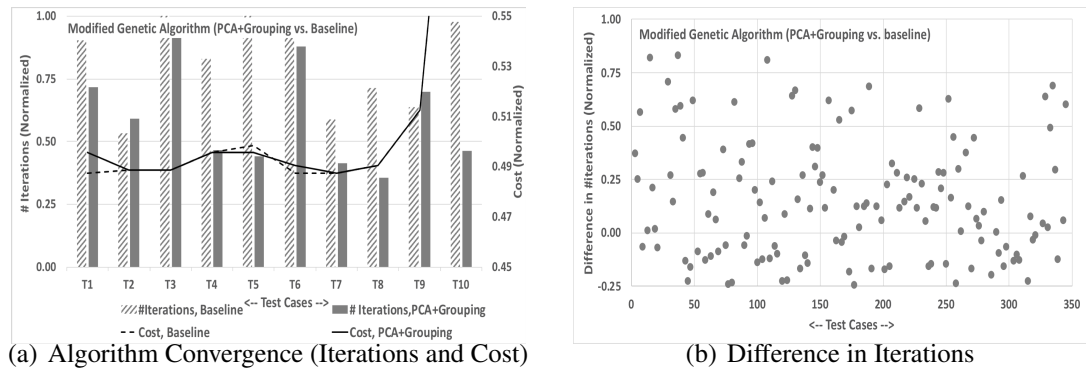 Modified Genetic Algorithm (PCA+Grouping vs. Baseline)
# Iterations (Normalized)
1.00
0.75
0.50
0.25
0.00
Cost (Normalized)
0.55
0.53
0.51
0.49
0.47
0.45
T1 T2 T3 T4 T5 T6 T7 T8 T9 T10
<-- Test Cases -->
#Iterations, Baseline # Iterations,PCA+Grouping
Cost, Baseline Cost, PCA+Grouping
(a) Algorithm Convergence (Iterations and Cost)
Modified Genetic Algorithm (PCA+Grouping vs. baseline)
Difference in #iterations (Normalized)
1.00
0.75
0.50
0.25
0.00
-0.25
0 50 100 150 200 250 300 350
<-- Test Cases -->
(b) Difference in Iterations